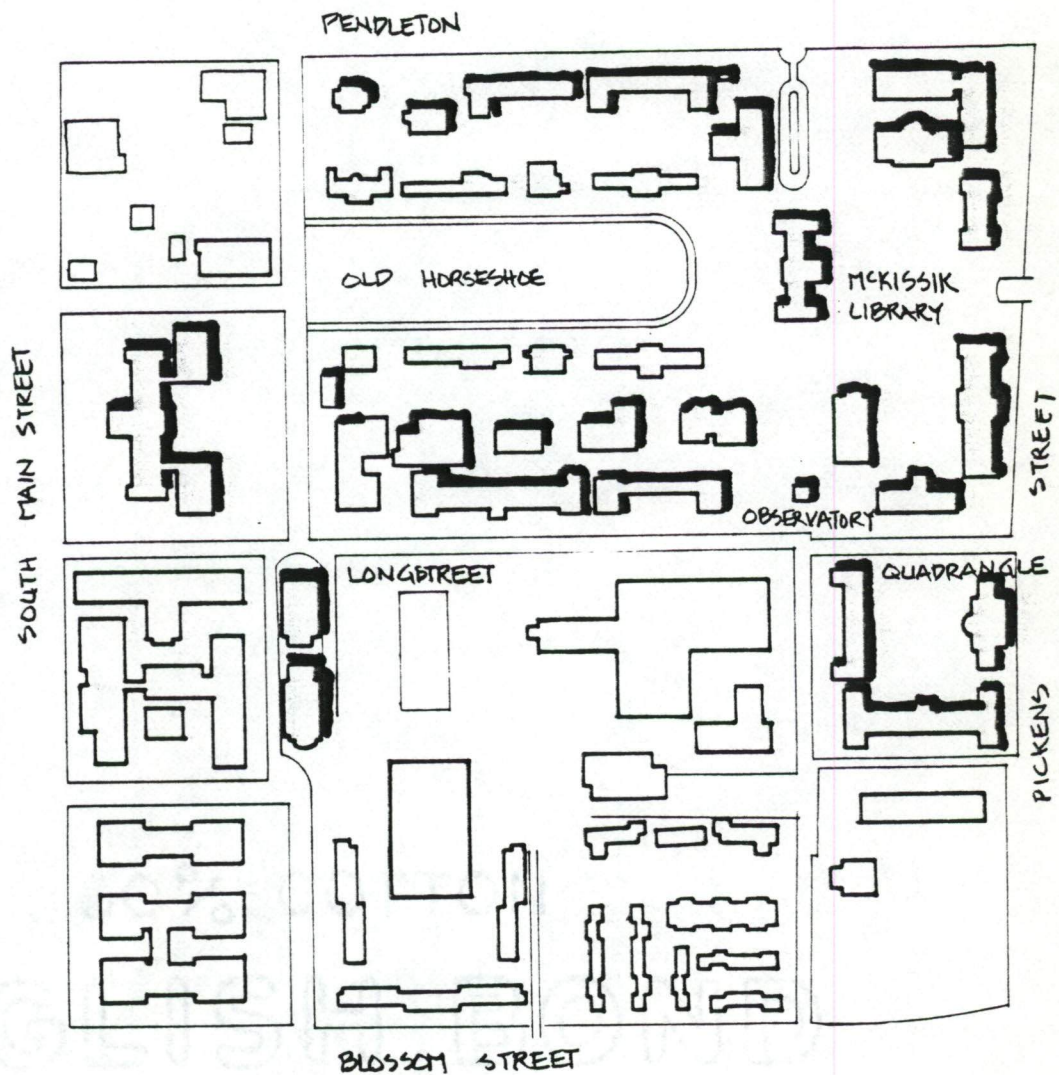 PENDLETON
OLD HORSESHOE
McKISSIK
LIBRARY
SOUTH MAIN STREET
STREET
OBSERVATORY
LONGSTREET
QUADRANGLE
PICKENS
BLOSSOM STREET